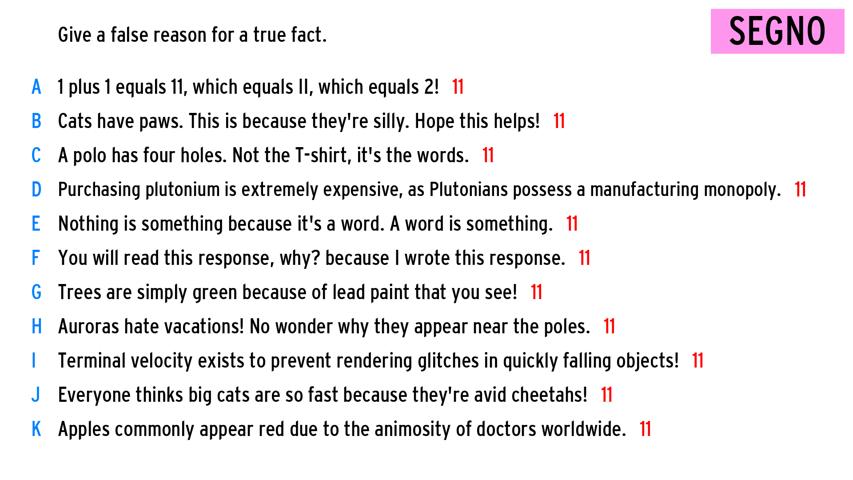 Give a false reason for a true fact.
SEGNO
A 1 plus 1 equals 11, which equals II, which equals 2! 11
B Cats have paws. This is because they're silly. Hope this helps! 11
C A polo has four holes. Not the T-shirt, it's the words. 11
D Purchasing plutonium is extremely expensive, as Plutonians possess a manufacturing monopoly. 11
E Nothing is something because it's a word. A word is something. 11
F You will read this response, why? because I wrote this response. 11
G Trees are simply green because of lead paint that you see! 11
H Auroras hate vacations! No wonder why they appear near the poles. 11
I Terminal velocity exists to prevent rendering glitches in quickly falling objects! 11
J Everyone thinks big cats are so fast because they're avid cheetahs! 11
K Apples commonly appear red due to the animosity of doctors worldwide. 11